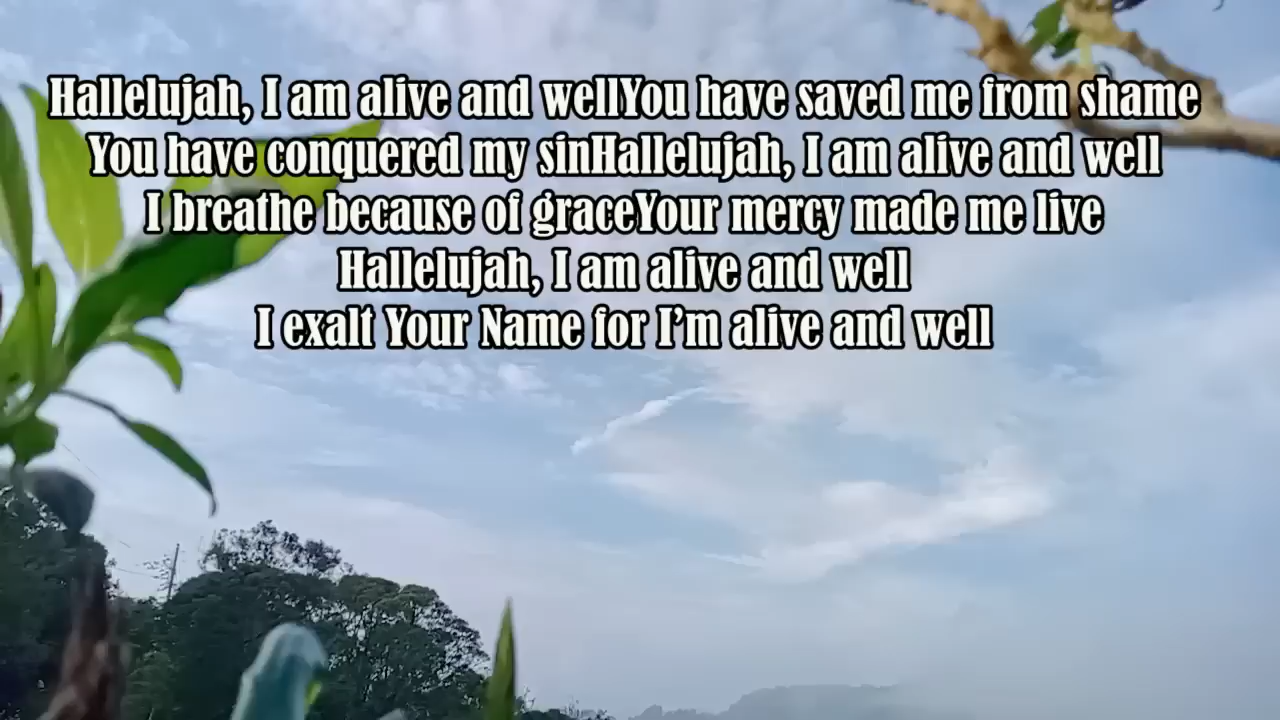 Hallelujah, I am alive and wellYou have saved me from shame
You have conquered my sinHallelujah, I am alive and well
I breathe because of graceYour mercy made me live
Hallelujah, I am alive and well
I exalt Your Name for I’m alive and well